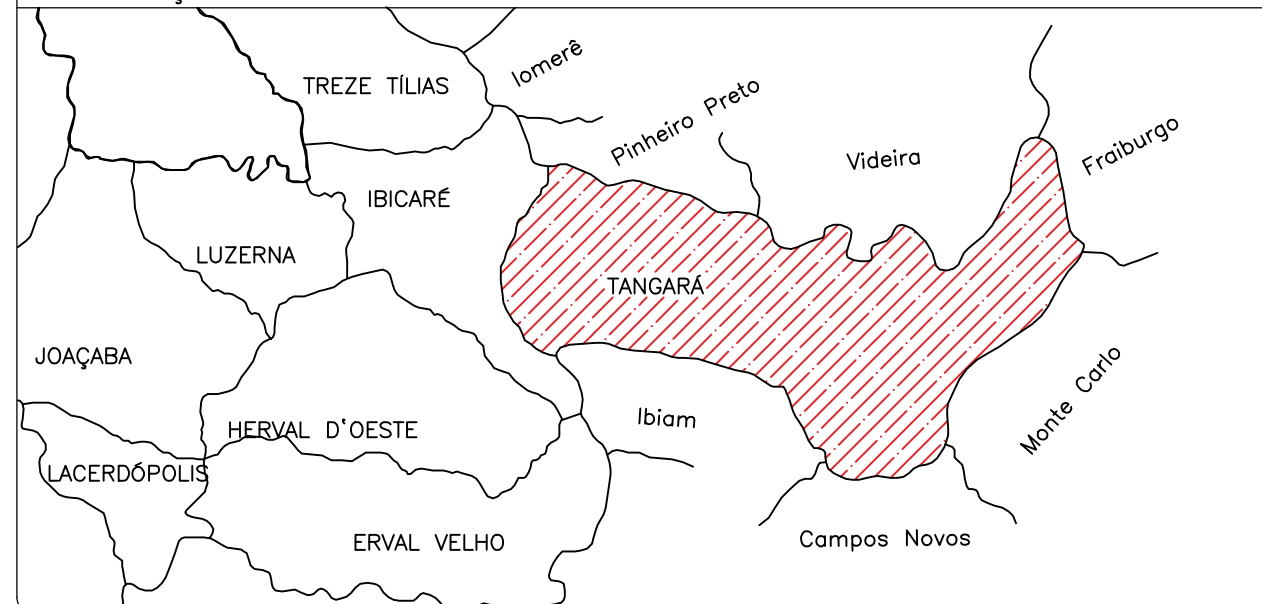 Iomerê
TREZE TÍLIAS
Pinheiro Preto
Videira
Fraiburgo
IBICARÉ
LUZERNA
TANGARÁ
JOAÇABA
Monte Carlo
Ibiam
HERVAL D'OESTE
LACERDÓPOLIS
ERVAL VELHO
Campos Novos